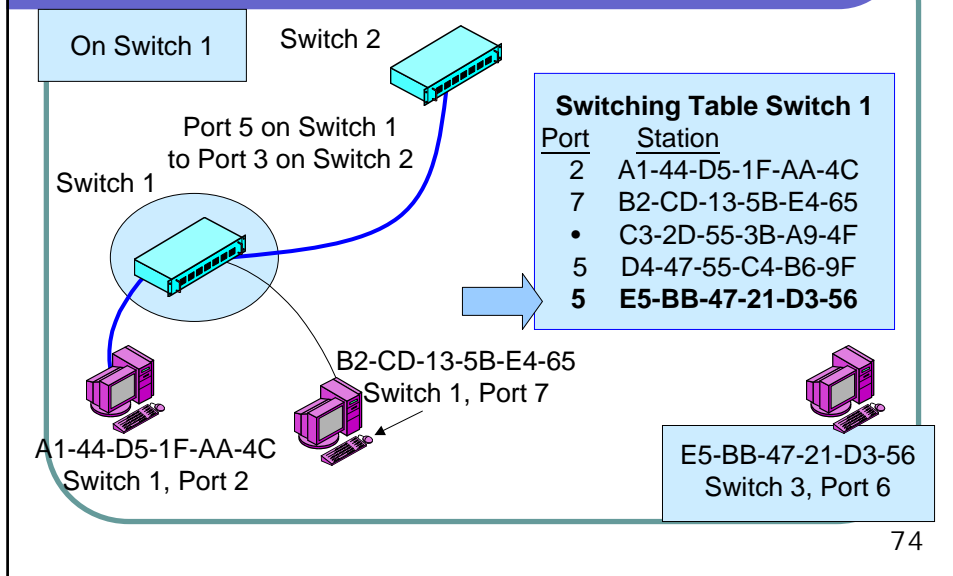 On Switch 1
Switch 2
Port 5 on Switch 1
to Port 3 on Switch 2
Switch 1
Switching Table Switch 1
Port Station
2 A1-44-D5-1F-AA-4C
7 B2-CD-13-5B-E4-65
• C3-2D-55-3B-A9-4F
5 D4-47-55-C4-B6-9F
5 E5-BB-47-21-D3-56
B2-CD-13-5B-E4-65
Switch 1, Port 7
A1-44-D5-1F-AA-4C
Switch 1, Port 2
E5-BB-47-21-D3-56
Switch 3, Port 6
74